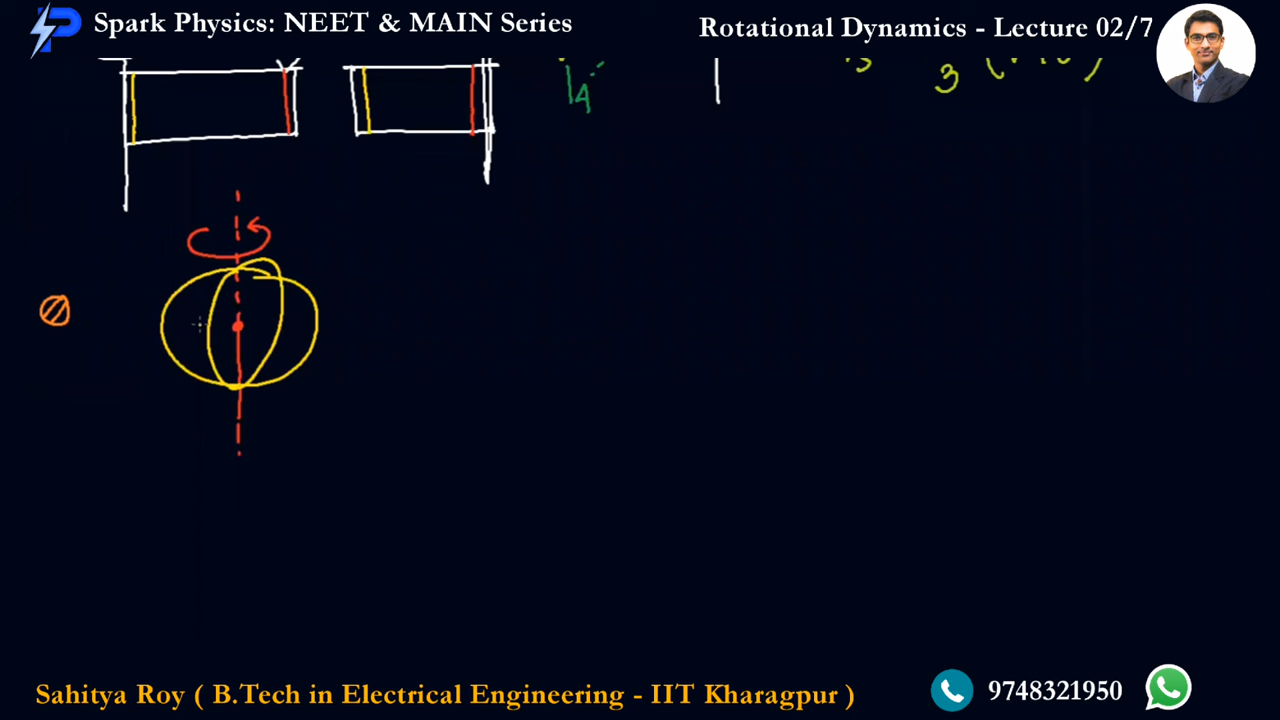 Spark Physics: NEET & MAIN Series
Rotational Dynamics - Lecture 02/7
Sahitya Roy ( B.Tech in Electrical Engineering - IIT Kharagpur )
9748321950